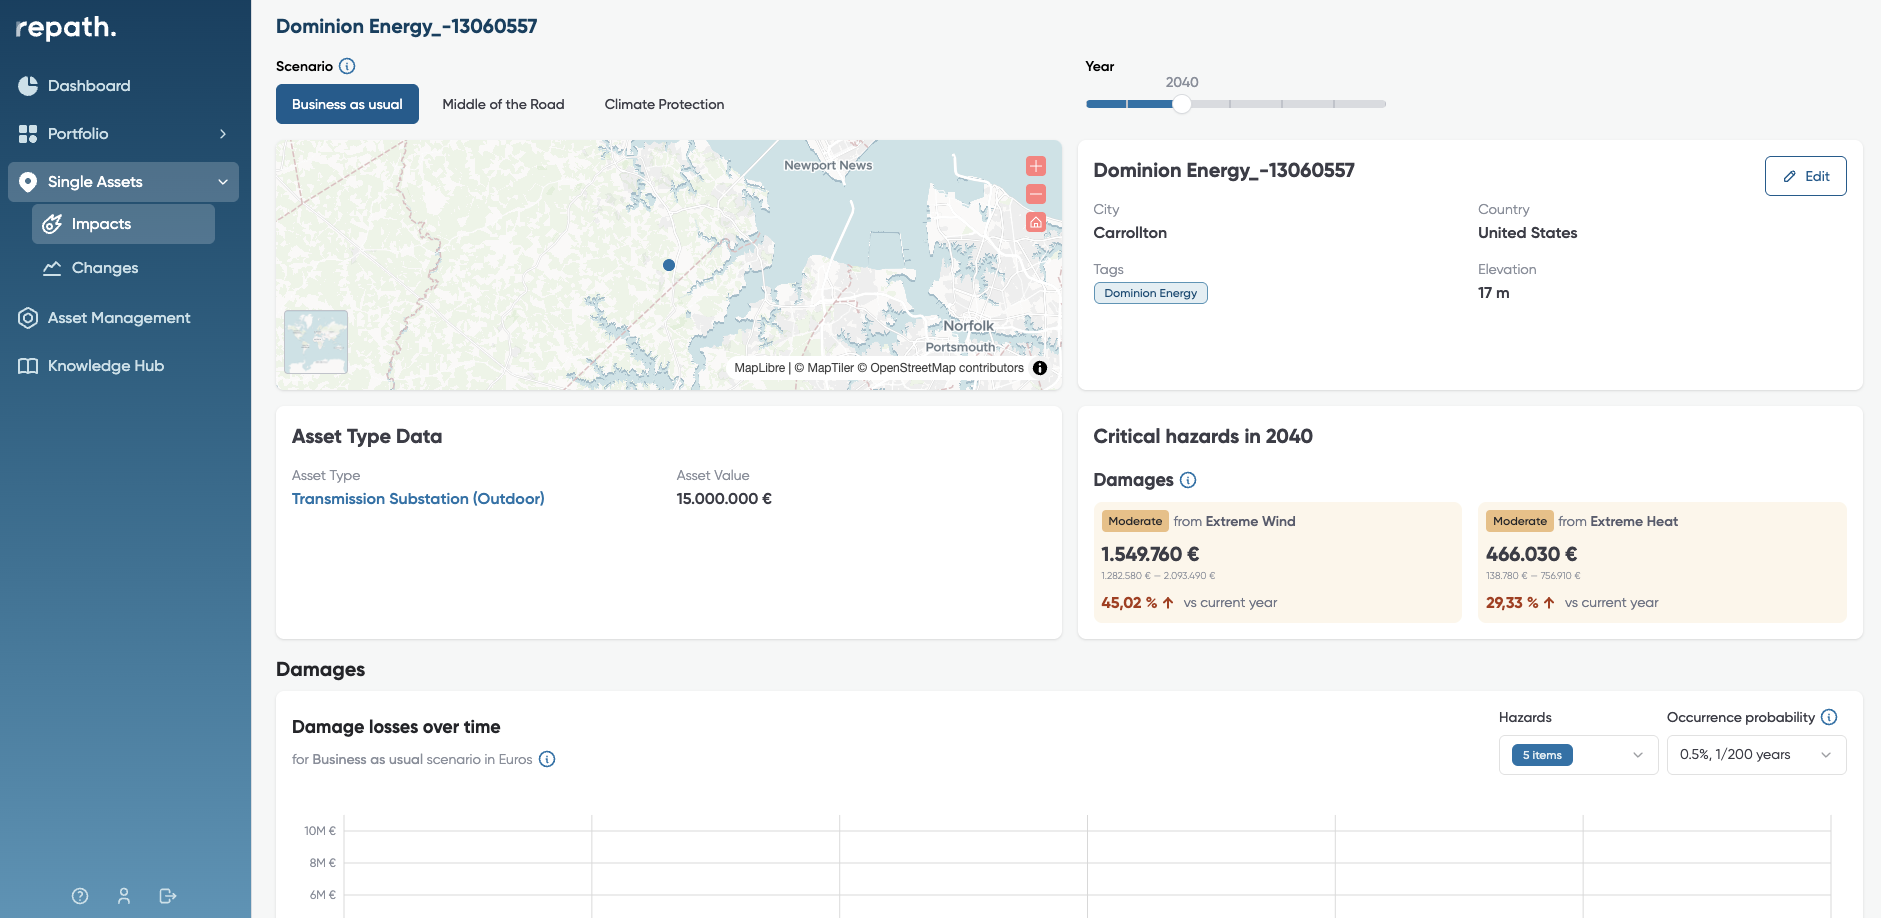 repath.
Dashboard
Portfolio
Single Assets
Impacts
Changes
Asset Management
Knowledge Hub
Dominion Energy_-13060557
Scenario
Business as usual
Middle of the Road
Climate Protection
Year
2040
Newport News
Norfolk
Portsmouth
MapLibre | © MapTiler © OpenStreetMap contributors
Dominion Energy_-13060557
Edit
City
Carrollton
Country
United States
Tags
Dominion Energy
Elevation
17 m
Asset Type Data
Asset Type
Transmission Substation (Outdoor)
Asset Value
15.000.000 €
Critical hazards in 2040
Damages
Moderate from Extreme Wind
1.549.760 €
1.282.580 € — 2.093.490 €
45,02 % ↑ vs current year
Moderate from Extreme Heat
466.030 €
138.780 € — 756.910 €
29,33 % ↑ vs current year
Damages
Damage losses over time
for Business as usual scenario in Euros
Hazards
5 items
Occurrence probability
0.5%, 1/200 years
10M €
8M €
6M €